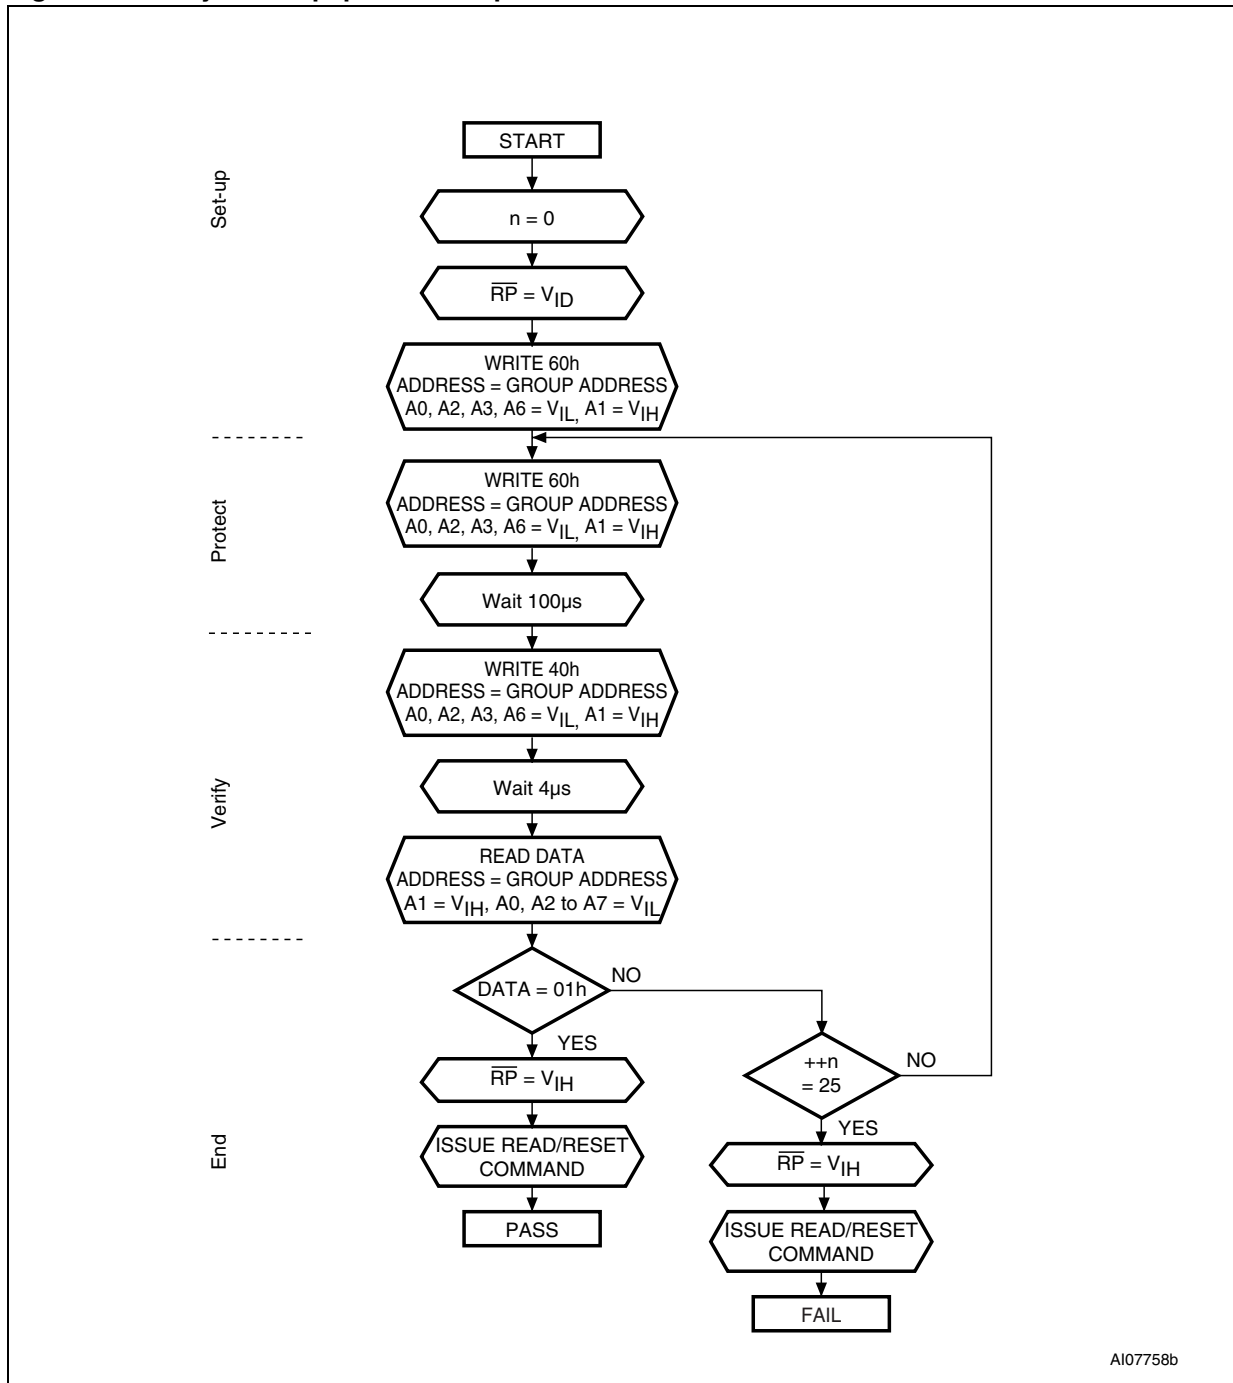 START
Set-up
n = 0
RP = VID
WRITE 60h
ADDRESS = GROUP ADDRESS
A0, A2, A3, A6 = VIL, A1 = VIH
Protect
WRITE 60h
ADDRESS = GROUP ADDRESS
A0, A2, A3, A6 = VIL, A1 = VIH
Wait 100µs
Verify
WRITE 40h
ADDRESS = GROUP ADDRESS
A0, A2, A3, A6 = VIL, A1 = VIH
Wait 4µs
READ DATA
ADDRESS = GROUP ADDRESS
A1 = VIH, A0, A2 to A7 = VIL
End
DATA = 01h
NO
YES
RP = VIH
ISSUE READ/RESET
COMMAND
PASS
++n
= 25
NO
YES
RP = VIH
ISSUE READ/RESET
COMMAND
FAIL
AI07758b